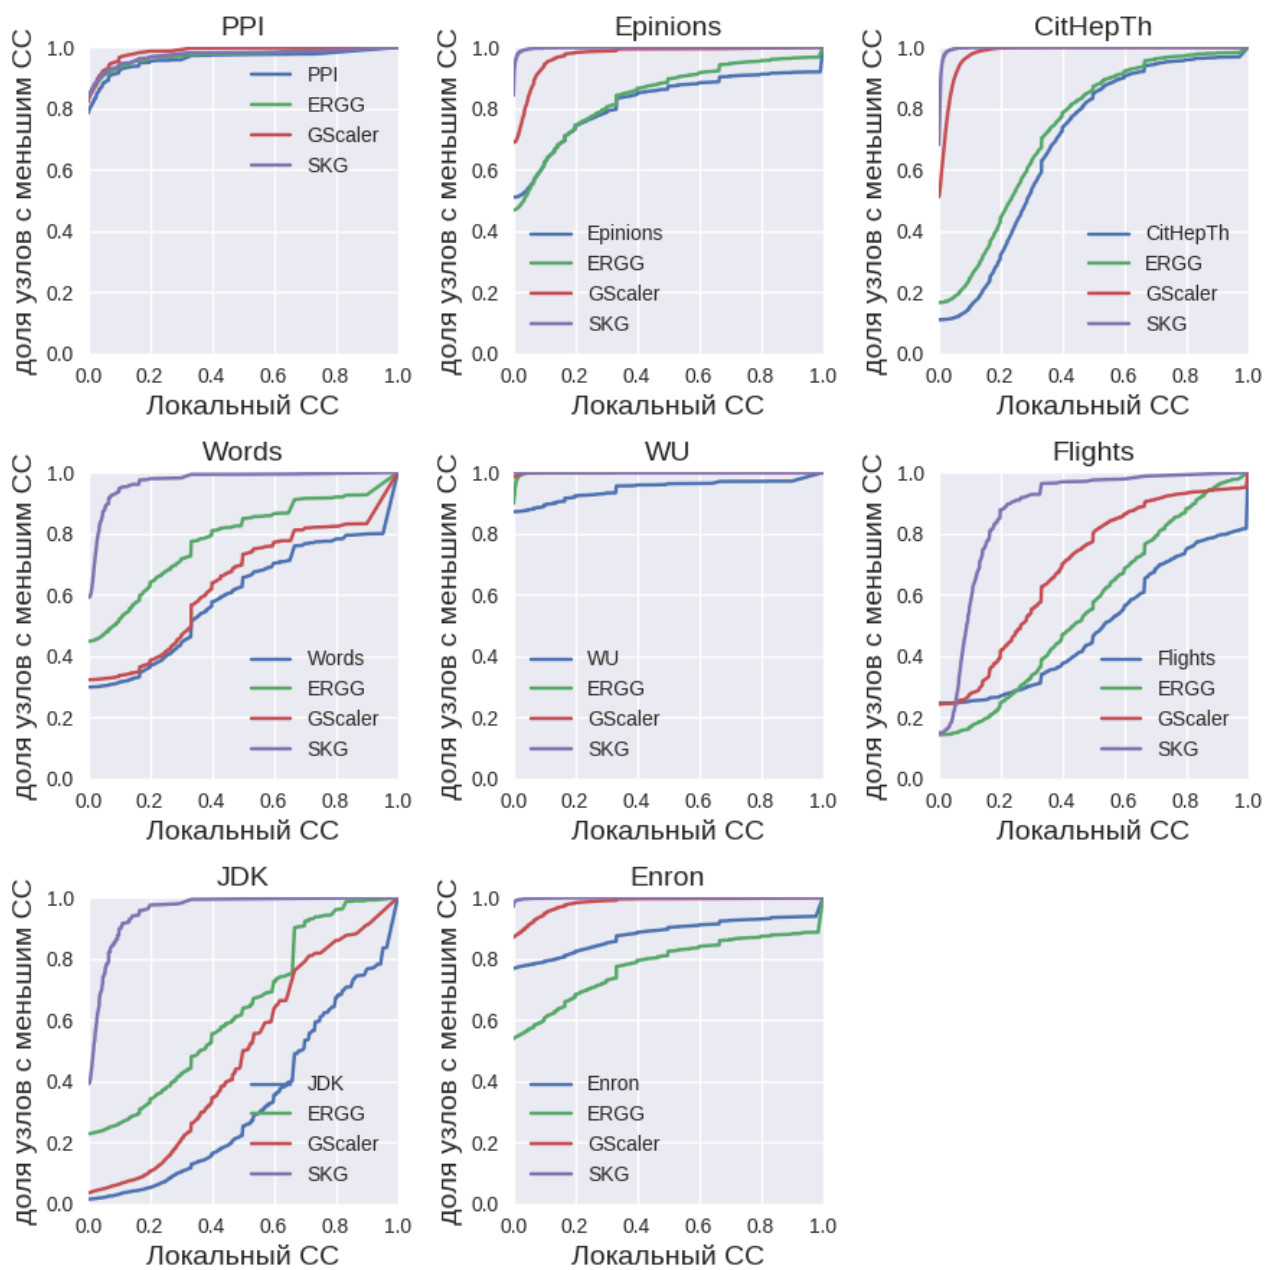 PPI
доля узлов с меньшим CC
1.0
0.8
0.6
0.4
0.2
0.0
PPI
ERGG
GScaler
SKG
0.0 0.2 0.4 0.6 0.8 1.0
Локальный CC
Epinions
доля узлов с меньшим CC
1.0
0.8
0.6
0.4
0.2
0.0
Epinions
ERGG
GScaler
SKG
0.0 0.2 0.4 0.6 0.8 1.0
Локальный CC
CitHepTh
доля узлов с меньшим CC
1.0
0.8
0.6
0.4
0.2
0.0
CitHepTh
ERGG
GScaler
SKG
0.0 0.2 0.4 0.6 0.8 1.0
Локальный CC
Words
доля узлов с меньшим CC
1.0
0.8
0.6
0.4
0.2
0.0
Words
ERGG
GScaler
SKG
0.0 0.2 0.4 0.6 0.8 1.0
Локальный CC
WU
доля узлов с меньшим CC
1.0
0.8
0.6
0.4
0.2
0.0
WU
ERGG
GScaler
SKG
0.0 0.2 0.4 0.6 0.8 1.0
Локальный CC
Flights
доля узлов с меньшим CC
1.0
0.8
0.6
0.4
0.2
0.0
Flights
ERGG
GScaler
SKG
0.0 0.2 0.4 0.6 0.8 1.0
Локальный CC
JDK
доля узлов с меньшим CC
1.0
0.8
0.6
0.4
0.2
0.0
JDK
ERGG
GScaler
SKG
0.0 0.2 0.4 0.6 0.8 1.0
Локальный CC
Enron
доля узлов с меньшим CC
1.0
0.8
0.6
0.4
0.2
0.0
Enron
ERGG
GScaler
SKG
0.0 0.2 0.4 0.6 0.8 1.0
Локальный CC